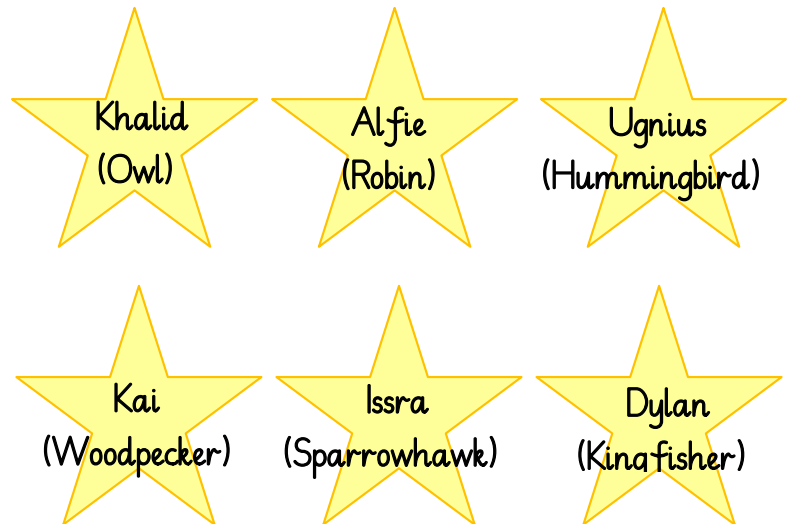 Khalid
(Owl)
Alfie
(Robin)
Ugnius
(Hummingbird)
Kai
(Woodpecker)
Issra
(Sparrowhawk)
Dylan
(Kingfisher)